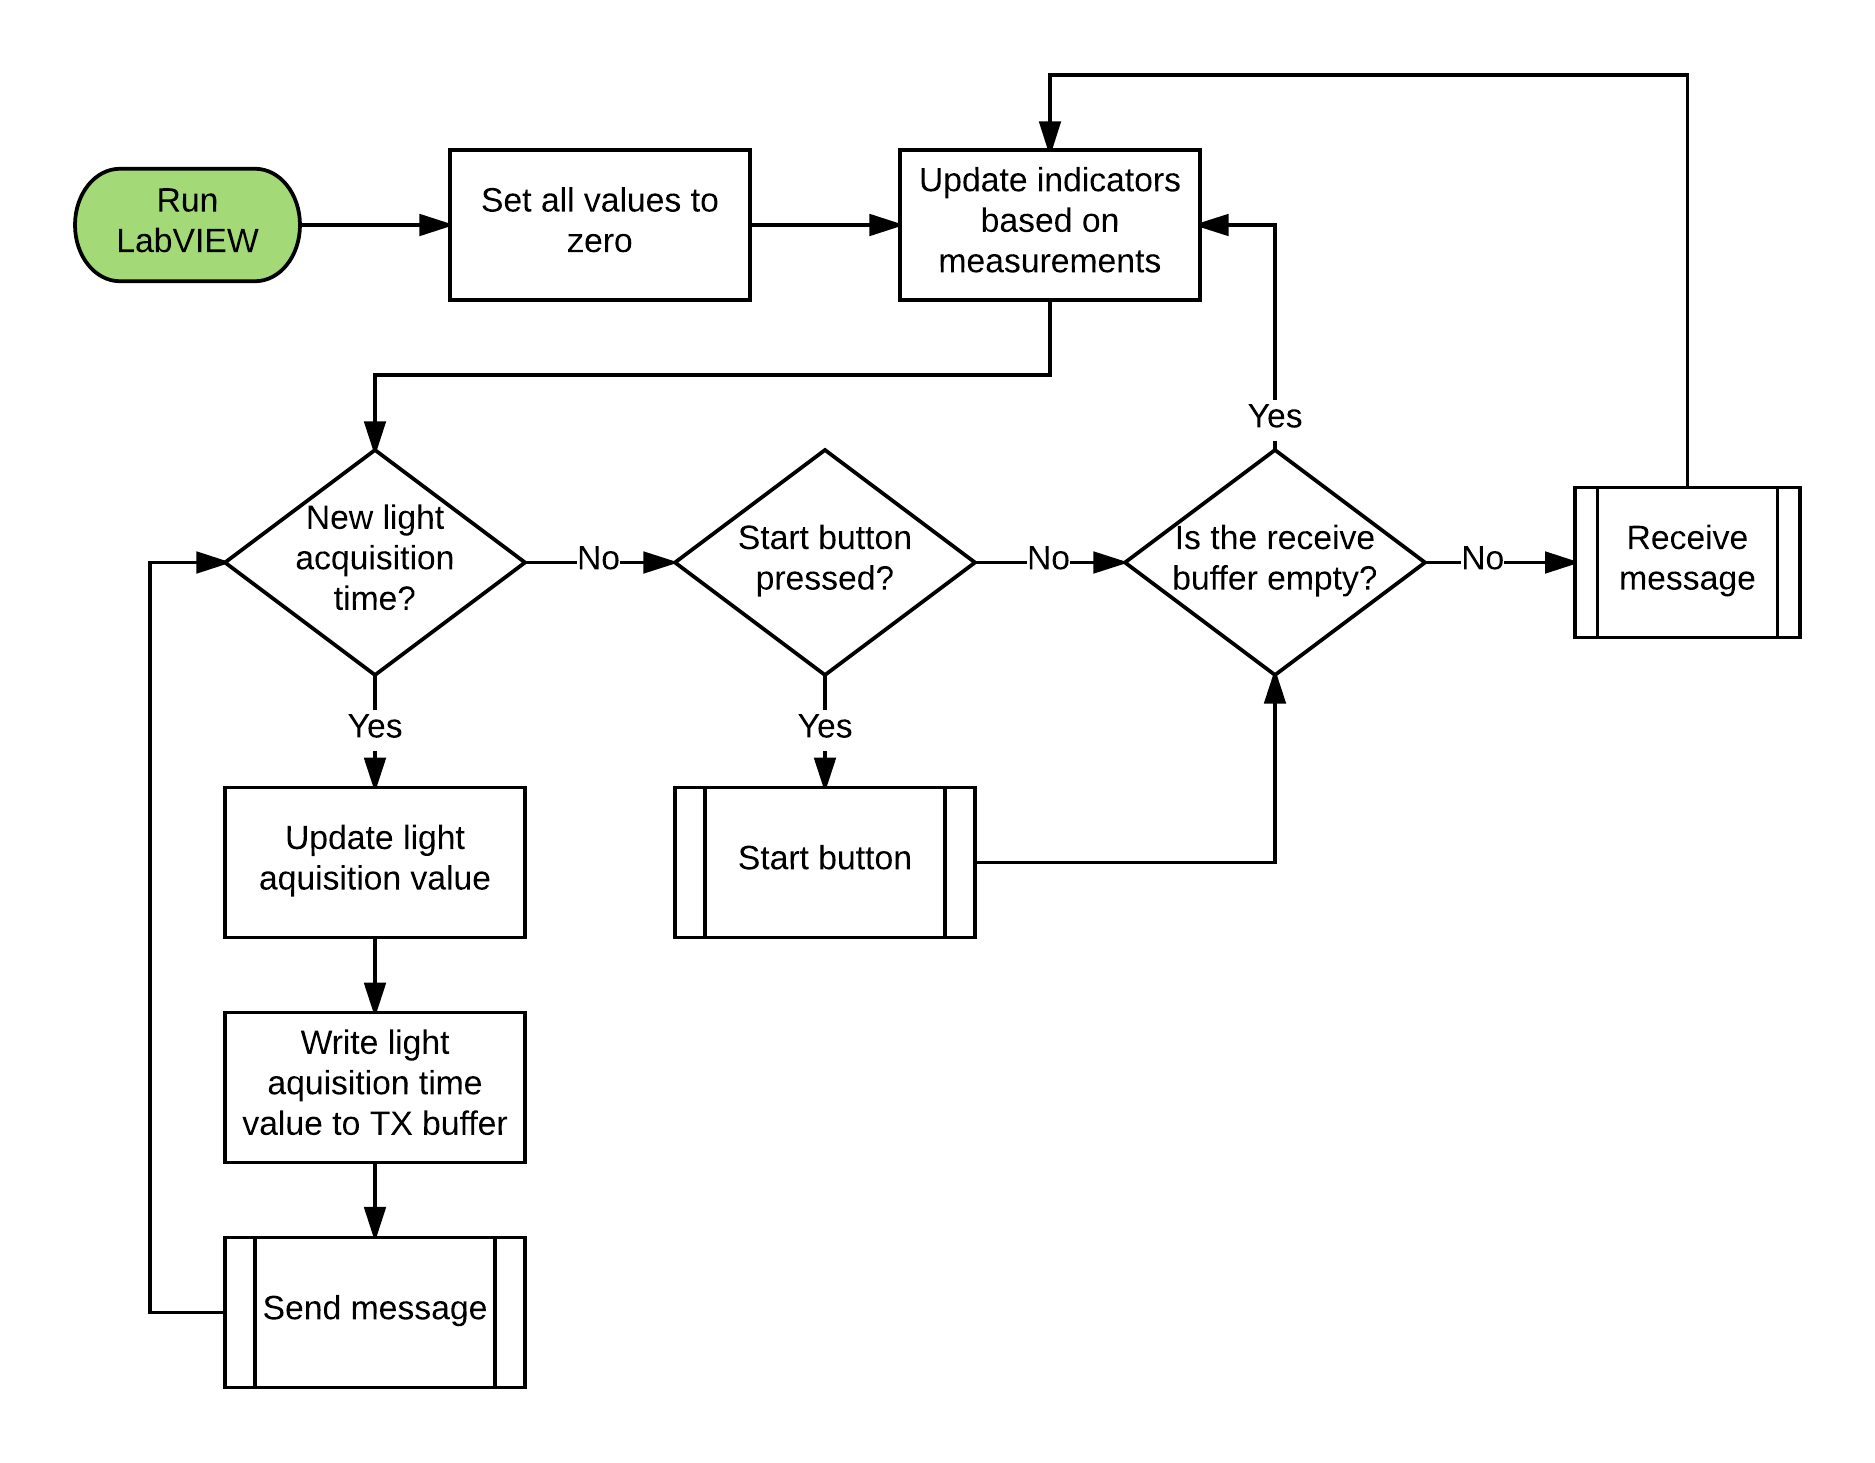 Run
LabVIEW
Set all values to
zero
Update indicators
based on
measurements
Yes
New light
acquisition
time?
No
Start button
pressed?
No
Is the receive
buffer empty?
No
Receive
message
Yes
Yes
Update light
aquisition value
Start button
Write light
aquisition time
value to TX buffer
Send message